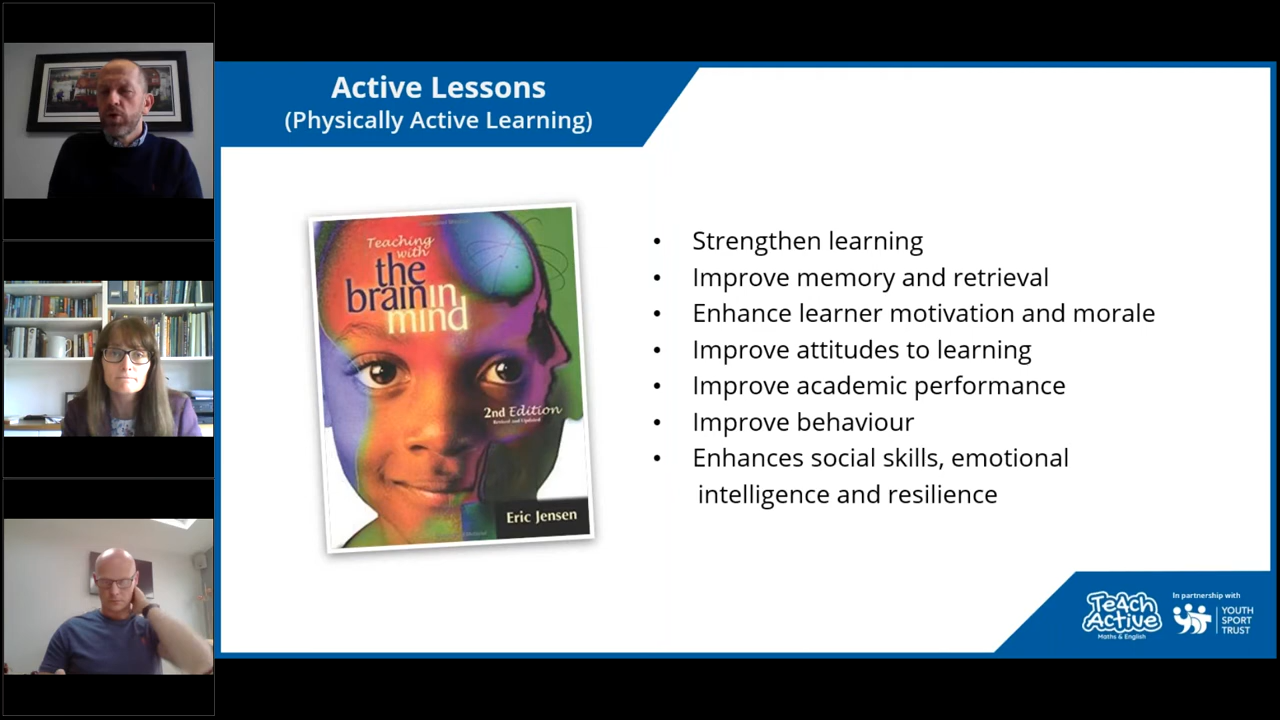 Active Lessons
(Physically Active Learning)
Teaching
with
the
brain in
mind
2nd Edition
Revised and Updated
Eric Jensen
• Strengthen learning
• Improve memory and retrieval
• Enhance learner motivation and morale
• Improve attitudes to learning
• Improve academic performance
• Improve behaviour
• Enhances social skills, emotional
intelligence and resilience
TeAch
Active
Maths & English
In partnership with
YOUTH
SPORT
TRUST